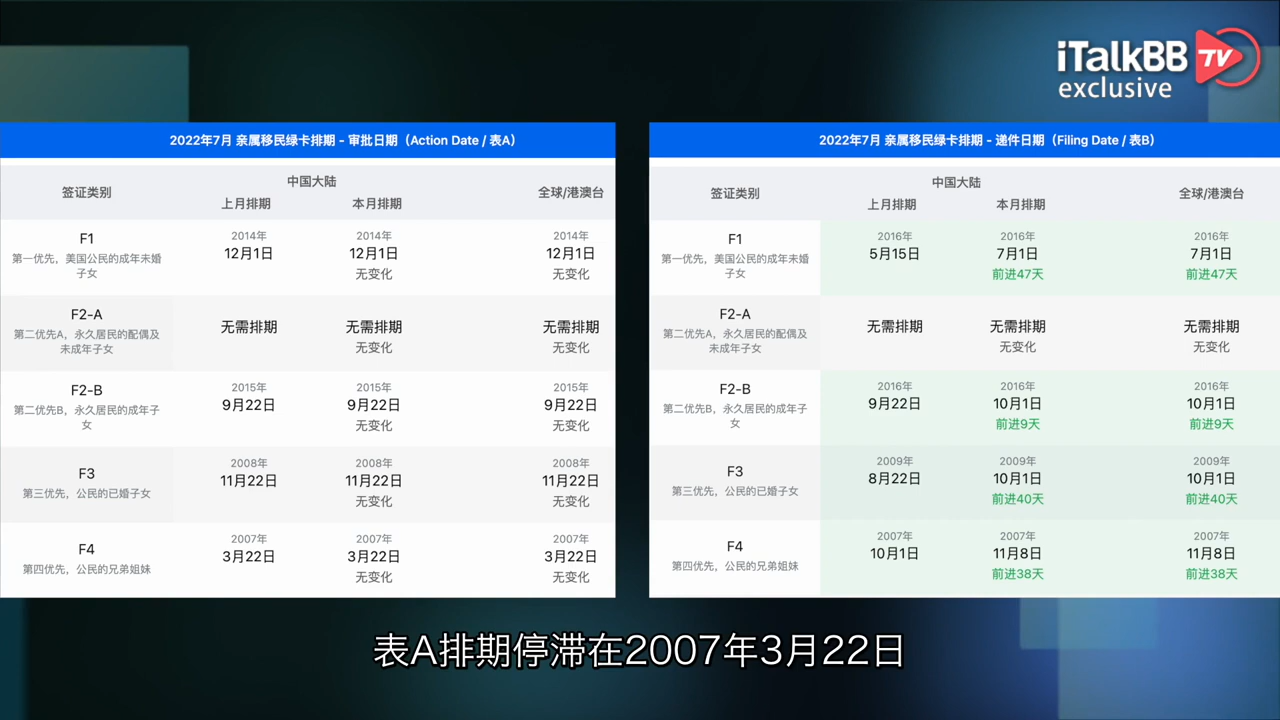 iTalkBB TV
exclusive
2022年7月 亲属移民绿卡排期 - 审批日期（Action Date / 表A）
签证类别
中国大陆
上月排期
本月排期
全球/港澳台
F1
第一优先，美国公民的成年未婚
子女
2014年
12月1日
2014年
12月1日
无变化
2014年
12月1日
无变化
F2-A
第二优先A，永久居民的配偶及
未成年子女
无需排期
无需排期
无变化
无需排期
无变化
F2-B
第二优先B，永久居民的成年子
女
2015年
9月22日
2015年
9月22日
无变化
2015年
9月22日
无变化
F3
第三优先，公民的已婚子女
2008年
11月22日
2008年
11月22日
无变化
2008年
11月22日
无变化
F4
第四优先，公民的兄弟姐妹
2007年
3月22日
2007年
3月22日
无变化
2007年
3月22日
无变化
2022年7月 亲属移民绿卡排期 - 递件日期（Filing Date / 表B）
签证类别
中国大陆
上月排期
本月排期
全球/港澳台
F1
第一优先，美国公民的成年未婚
子女
2016年
5月15日
2016年
7月1日
前进47天
2016年
7月1日
前进47天
F2-A
第二优先A，永久居民的配偶及
未成年子女
无需排期
无需排期
无变化
无需排期
无变化
F2-B
第二优先B，永久居民的成年子
女
2016年
9月22日
2016年
10月1日
前进9天
2016年
10月1日
前进9天
F3
第三优先，公民的已婚子女
2009年
8月22日
2009年
10月1日
前进40天
2009年
10月1日
前进40天
F4
第四优先，公民的兄弟姐妹
2007年
10月1日
2007年
11月8日
前进38天
2007年
11月8日
前进38天
表A排期停滞在2007年3月22日